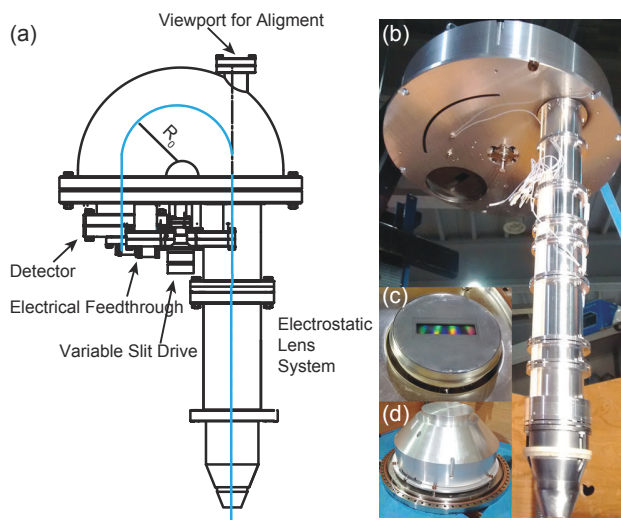 (a)
Viewport for Aligment
R₀
Detector
Electrical Feedthrough
Variable Slit Drive
Electrostatic
Lens
System
(b)
(c)
(d)